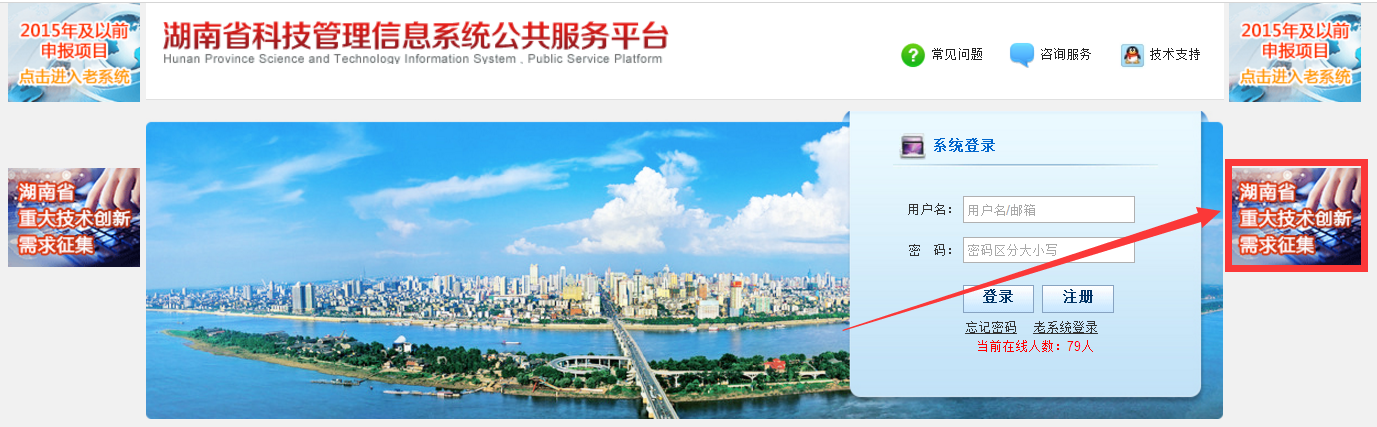 2015年及以前
申报项目
点击进入老系统
湖南省科技管理信息系统公共服务平台
Hunan Province Science and Technology Information System . Public Service Platform
常见问题
咨询服务
技术支持
2015年及以前
申报项目
点击进入老系统
湖南省
重大技术创新
需求征集
系统登录
用户名：
用户名/邮箱
密 码：
密码区分大小写
登录
注册
忘记密码
老系统登录
当前在线人数：79人
湖南省
重大技术创新
需求征集